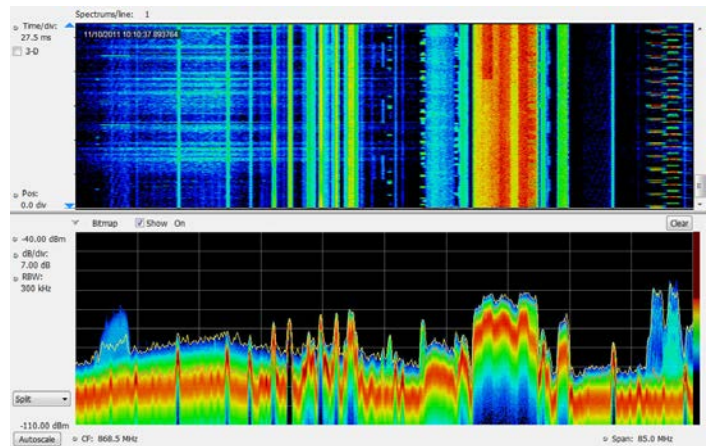 Spectrums/line: 1
Time/div:
27.5 ms
3-D
11/10/2011 10:10:37.893764
Pos:
0.0 div
Bitmap Show On Clear
-40.00 dBm
dB/div:
7.00 dB
RBW:
300 kHz
Split
-110.00 dBm
Autoscale CF: 868.5 MHz Span: 85.0 MHz